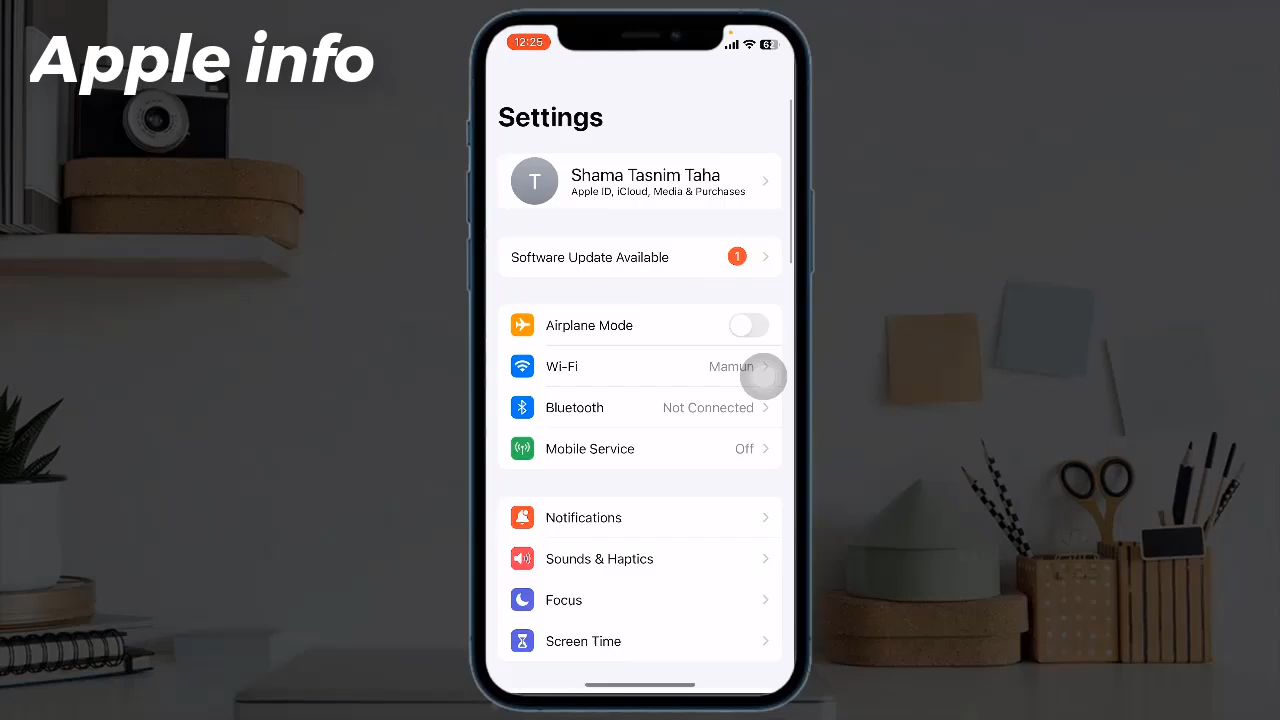 Apple info
12:25
62
Settings
T
Shama Tasnim Taha
Apple ID, iCloud, Media & Purchases
Software Update Available
1
Airplane Mode
Wi-Fi
Mamun
Bluetooth
Not Connected
Mobile Service
Off
Notifications
Sounds & Haptics
Focus
Screen Time